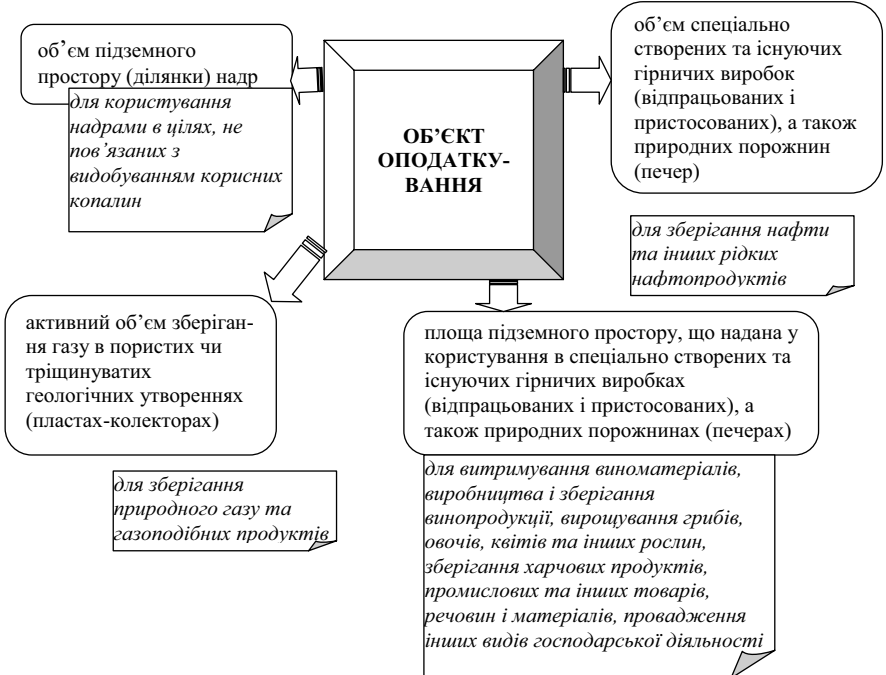 об’єм підземного
простору (ділянки) надр
для користування
надрами в цілях, не
пов’язаних з
видобуванням корисних
копалин
ОБ’ЄКТ
ОПОДАТКУ-
ВАННЯ
об’єм спеціально
створених та існуючих
гірничих виробок
(відпрацьованих і
пристосованих), а також
природних порожнин
(печер)
для зберігання нафти
та інших рідких
нафтопродуктів
активний об’єм зберіган-
ня газу в пористих чи
тріщинуватих
геологічних утвореннях
(пластах-колекторах)
для зберігання
природного газу та
газоподібних продуктів
площа підземного простору, що надана у
користування в спеціально створених та
існуючих гірничих виробках
(відпрацьованих і пристосованих), а
також природних порожнинах (печерах)
для витримування виноматеріалів,
виробництва і зберігання
винопродукції, вирощування грибів,
овочів, квітів та інших рослин,
зберігання харчових продуктів,
промислових та інших товарів,
речовин і матеріалів, провадження
інших видів господарської діяльності